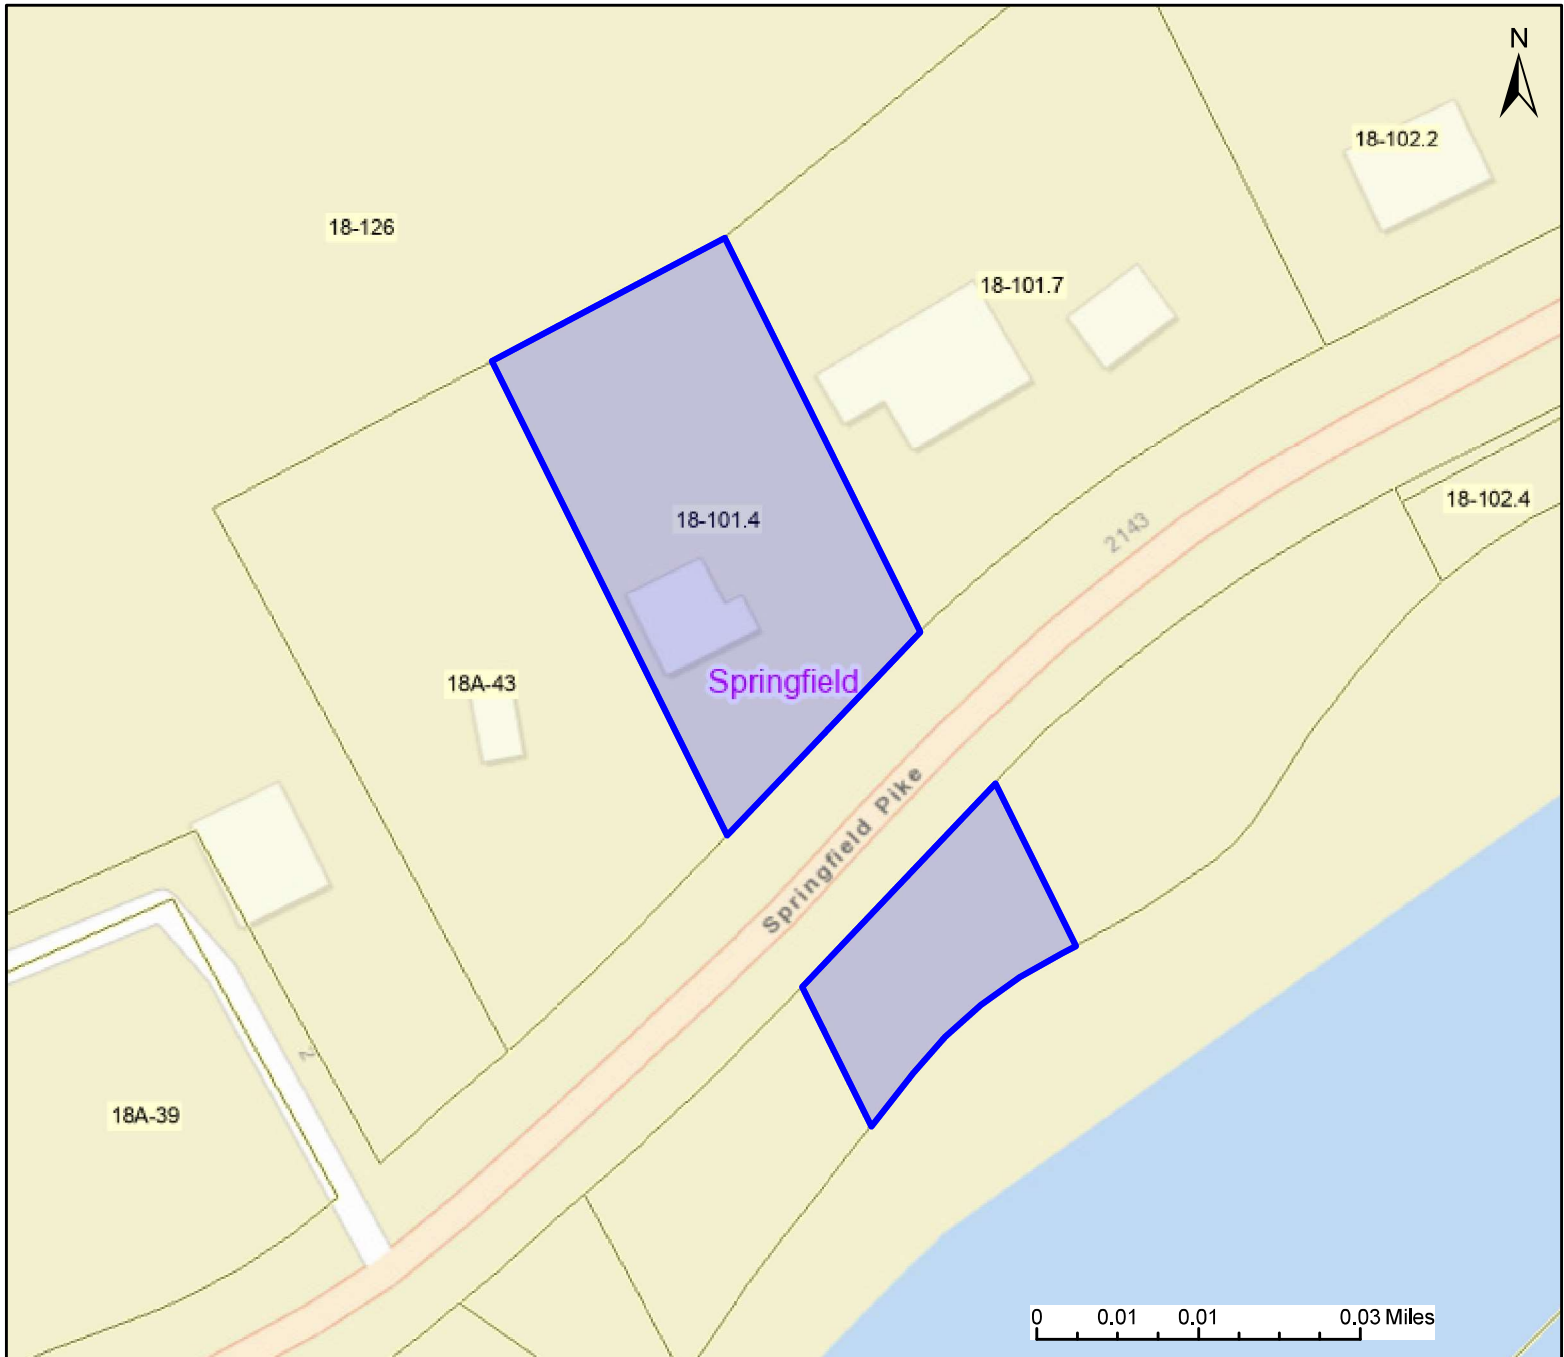 N
18-102.2
18-126
18-101.7
18-102.4
18-101.4
2143
Springfield
18A-43
Springfield Pike
2
18A-39
0 0.01 0.01 0.03 Miles